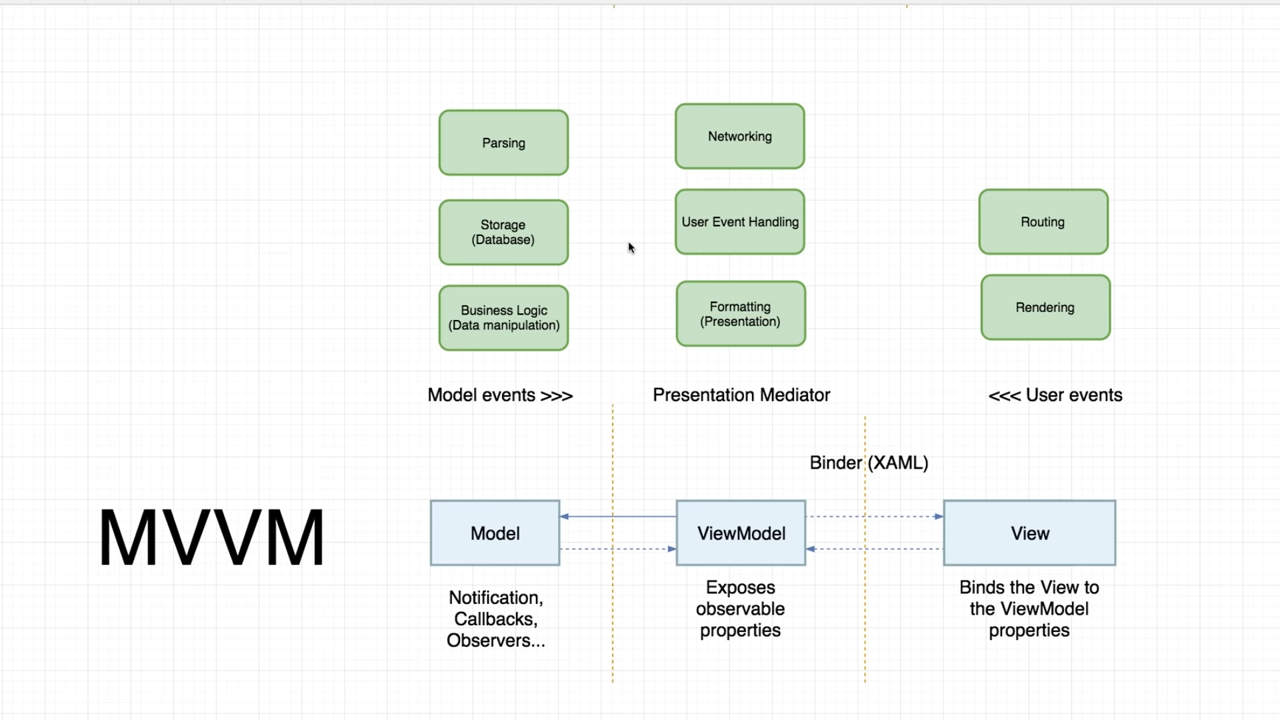 Parsing
Networking
Storage
(Database)
User Event Handling
Routing
Business Logic
(Data manipulation)
Formatting
(Presentation)
Rendering
Model events >>>
Presentation Mediator
<<< User events
Binder (XAML)
MVVM
Model
ViewModel
View
Notification,
Callbacks,
Observers...
Exposes
observable
properties
Binds the View to
the ViewModel
properties